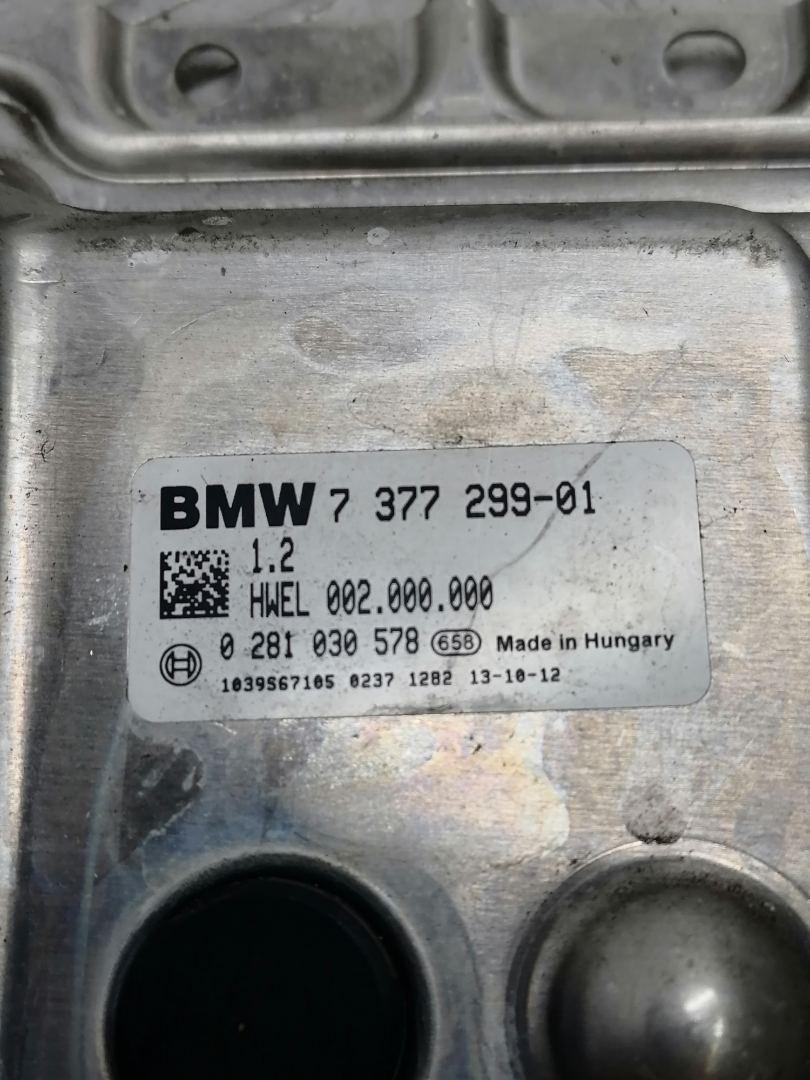 BMW 7 377 299-01
1.2
HWEL 002.000.000
0 281 030 578 658 Made in Hungary
1039S67105 0237 1282 13-10-12